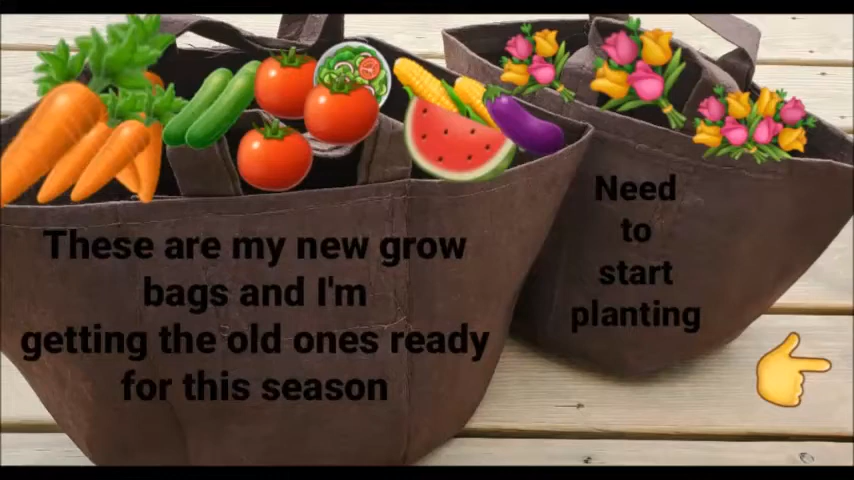 These are my new grow
bags and I'm
getting the old ones ready
for this season
Need
to
start
planting